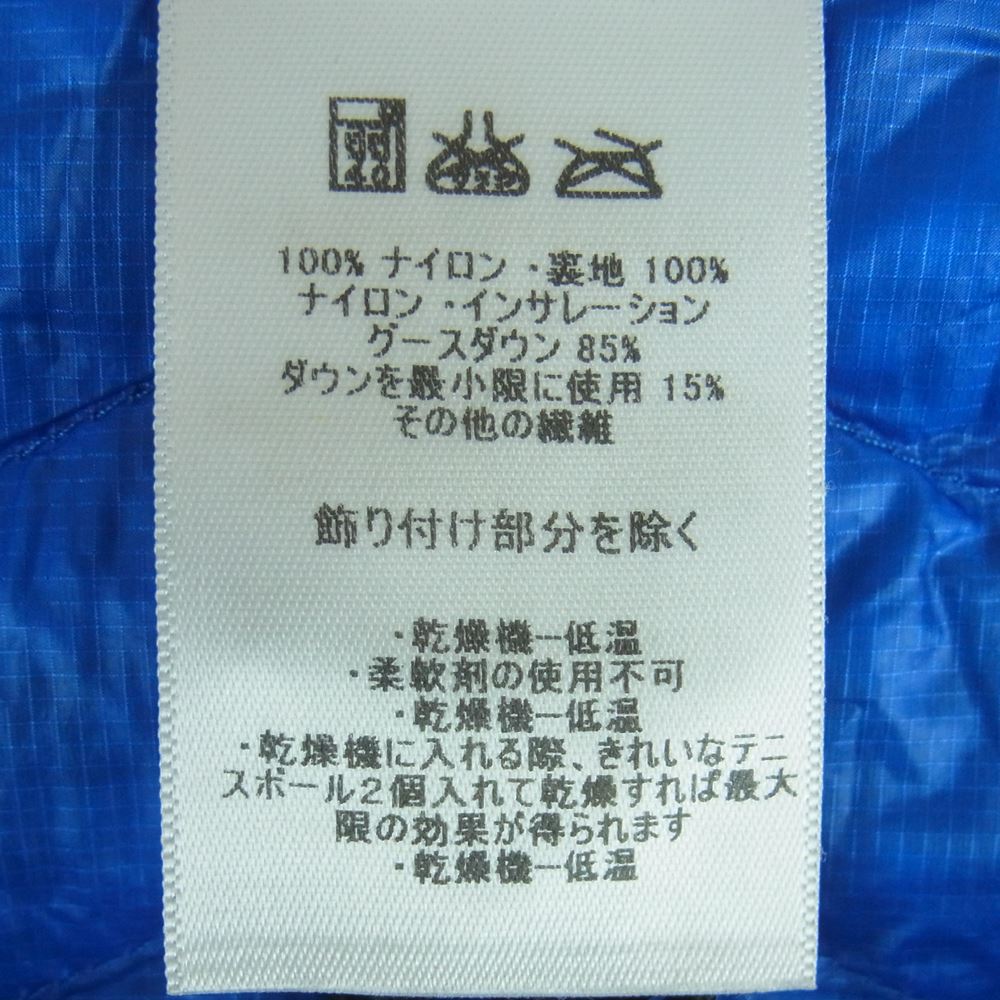 100% ナイロン ・裏地 100%
ナイロン ・インサレーション
グースダウン 85%
ダウンを最小限に使用 15%
その他の繊維
飾り付け部分を除く
・乾燥機ー低温
・柔軟剤の使用不可
・乾燥機ー低温
・乾燥機に入れる際、きれいなテニ
スボール2個入れて乾燥すれば最大
限の効果が得られます
・乾燥機ー低温